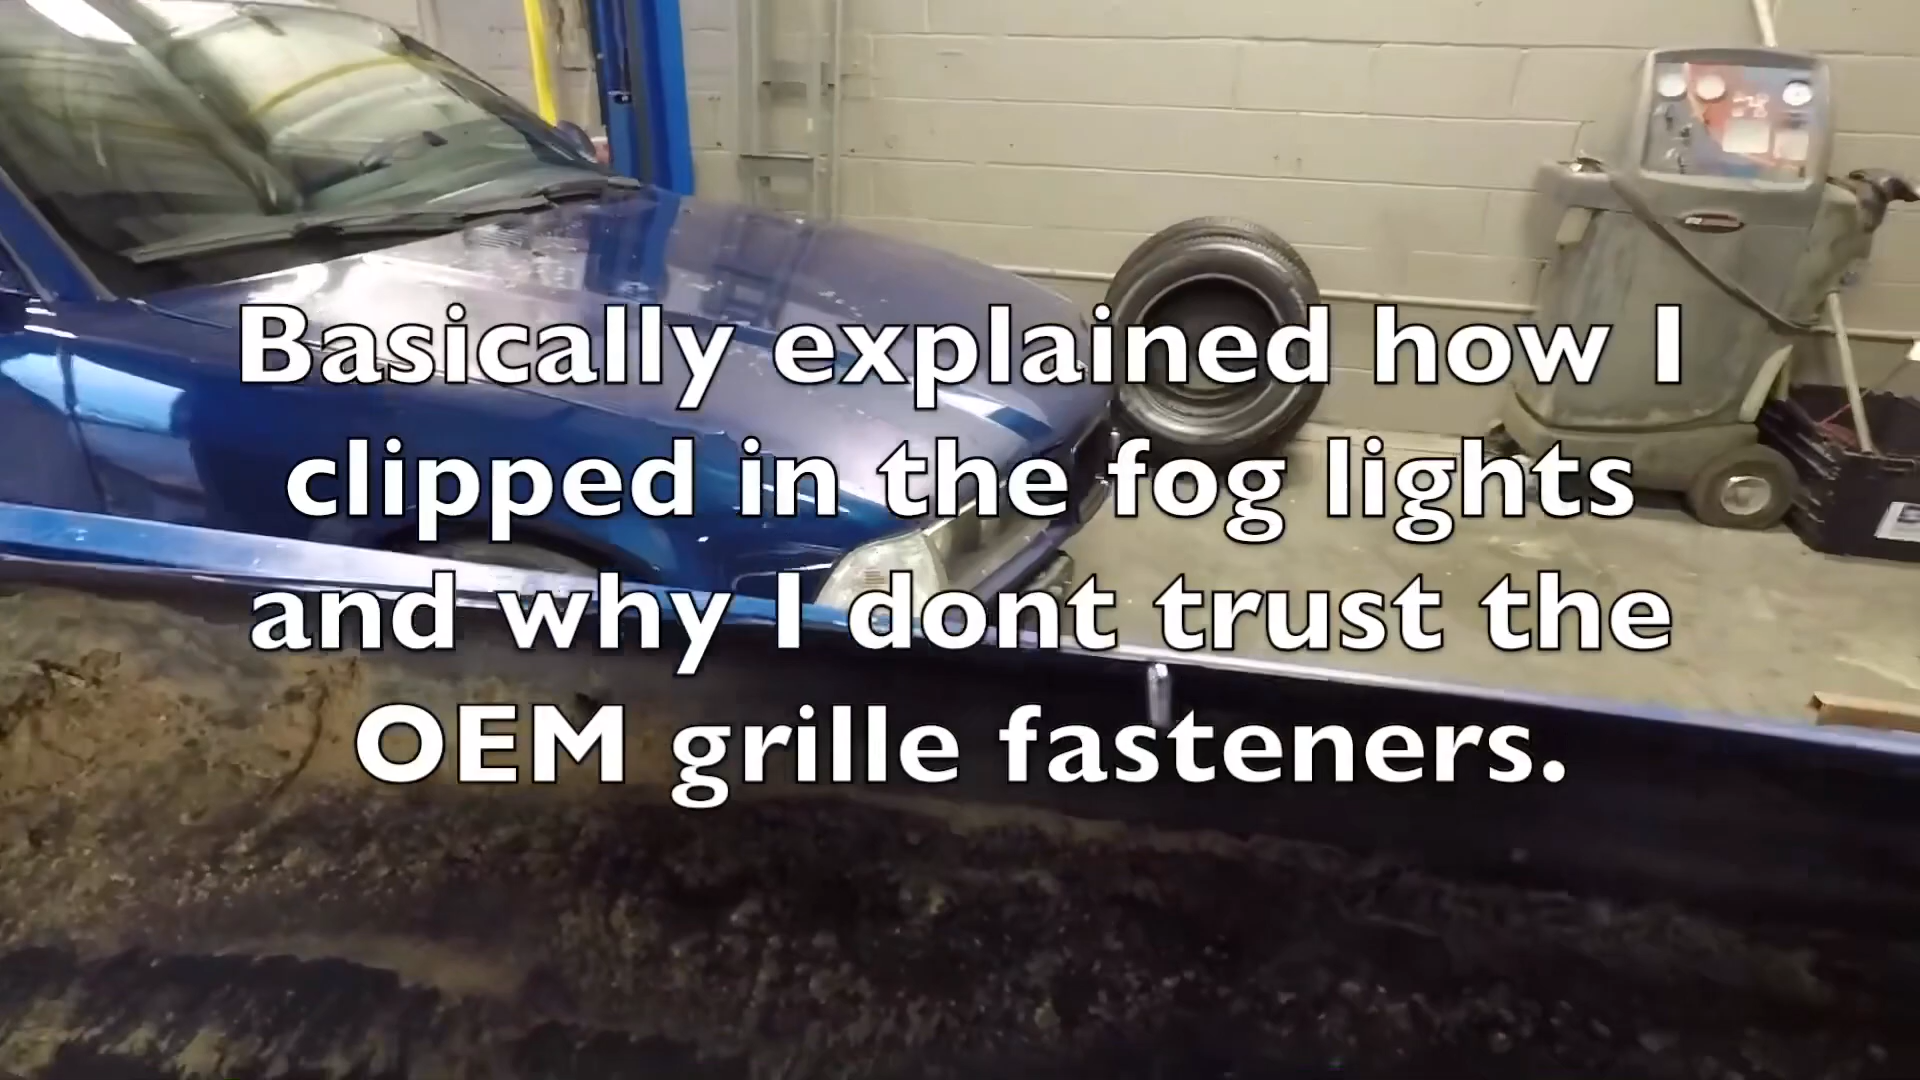 Basically explained how I
clipped in the fog lights
and why I dont trust the
OEM grille fasteners.